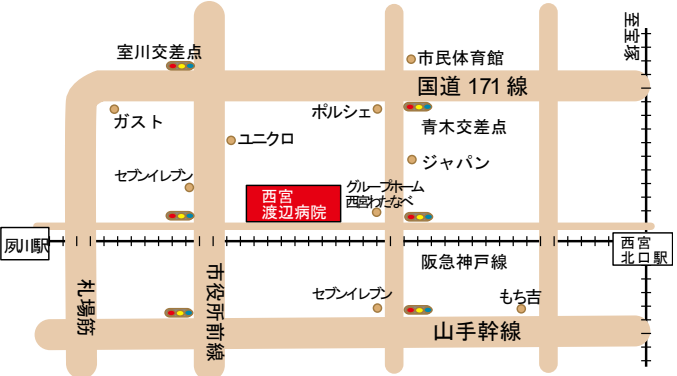 室川交差点
市民体育館
至宝塚
国道 171 線
ガスト
ポルシェ
青木交差点
ユニクロ
ジャパン
セブンイレブン
西宮
渡辺病院
グループホーム
西宮わたなべ
夙川駅
西宮
北口駅
阪急神戸線
札場筋
市役所前線
セブンイレブン
もち吉
山手幹線